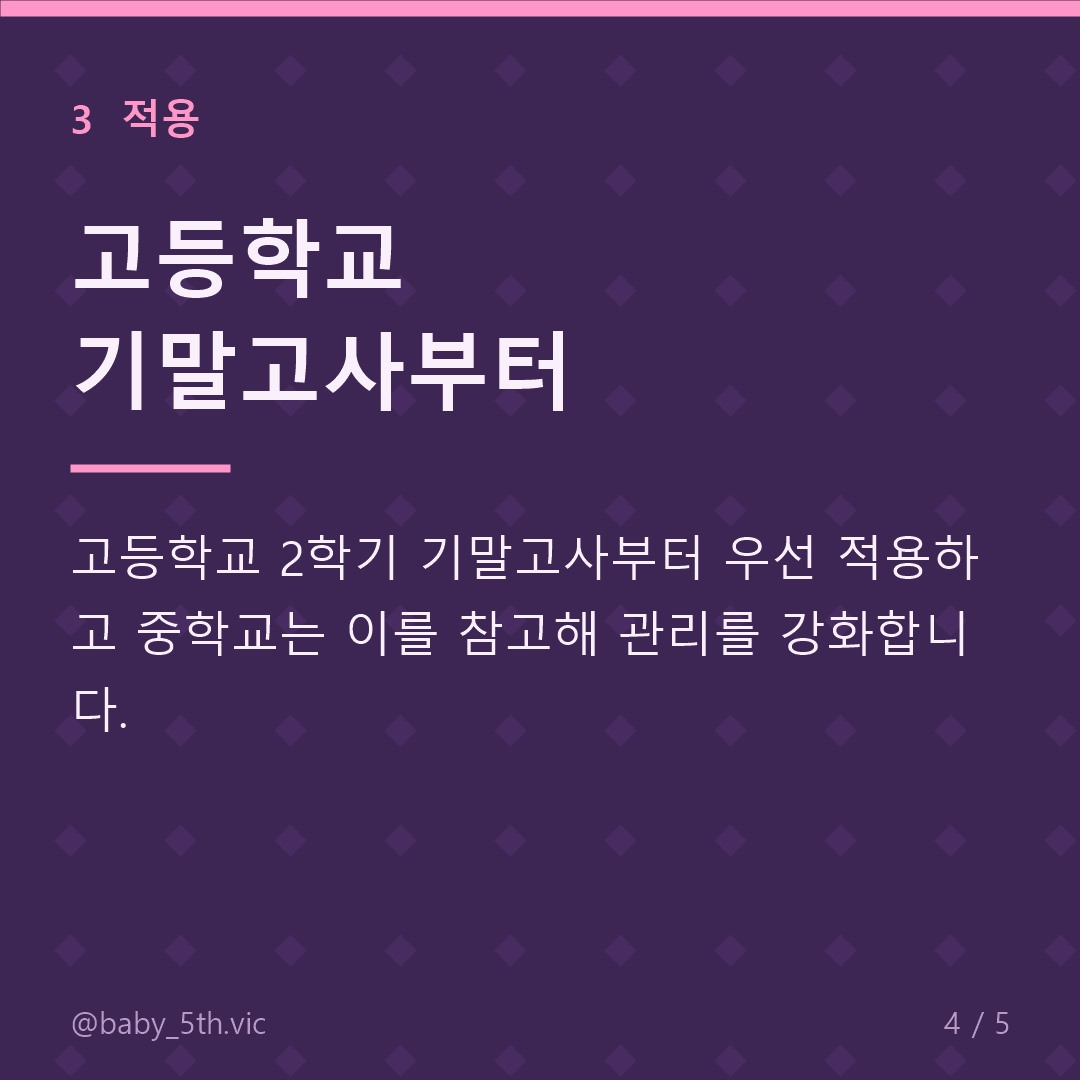 3 적용
고등학교
기말고사부터
고등학교 2학기 기말고사부터 우선 적용하
고 중학교는 이를 참고해 관리를 강화합니
다.
@baby_5th.vic
4 / 5